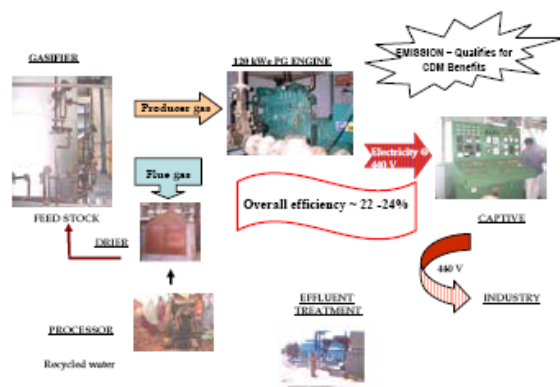 GASIFIER
120 kWe PG ENGINE
EMISSION – Qualifies for
CDM Benefits
Producer gas
Flue gas
Electricity @
440 V
Overall efficiency ~ 22 -24%
FEED STOCK
DRIER
CAPTIVE
440 V
INDUSTRY
EFFLUENT
TREATMENT
PROCESSOR
Recycled water